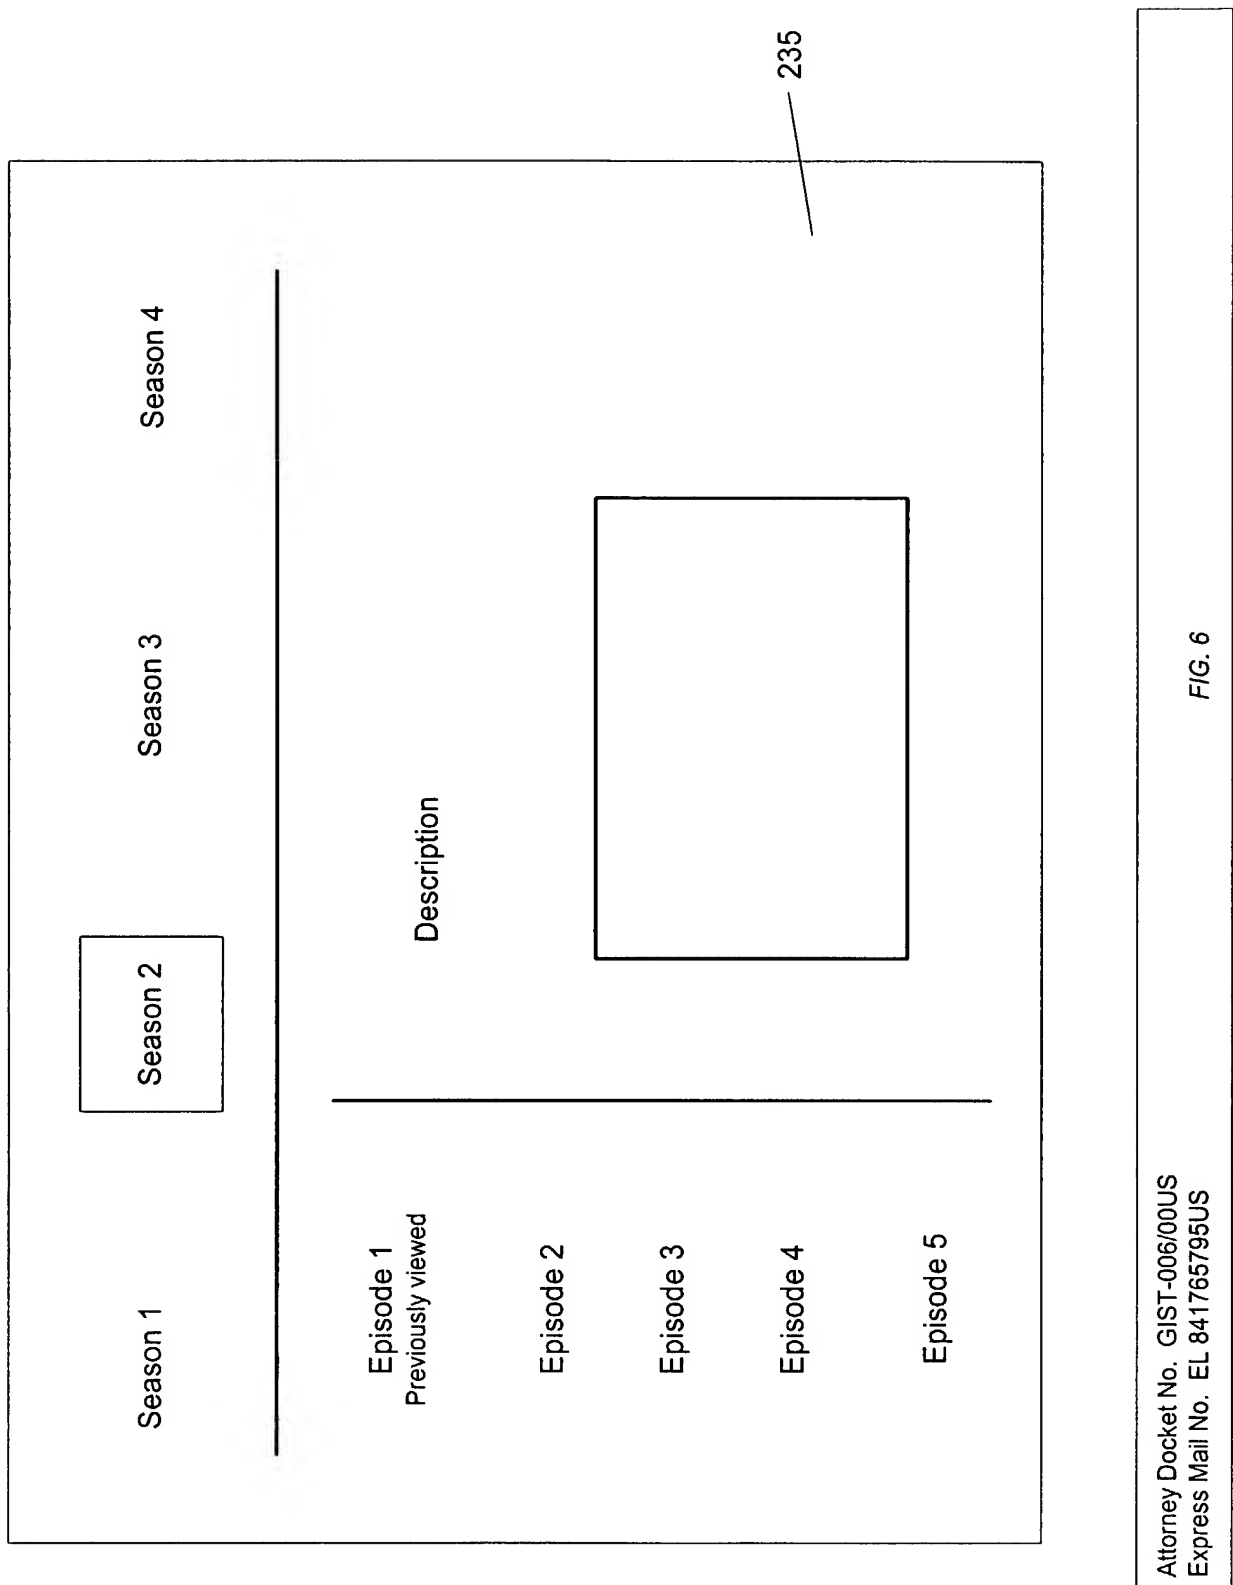 Season 1
Season 2
Season 3
Season 4
Episode 1
Previously viewed
Episode 2
Episode 3
Episode 4
Episode 5
Description
235
Attorney Docket No. GIST-006/00US
Express Mail No. EL 841765795US
FIG. 6